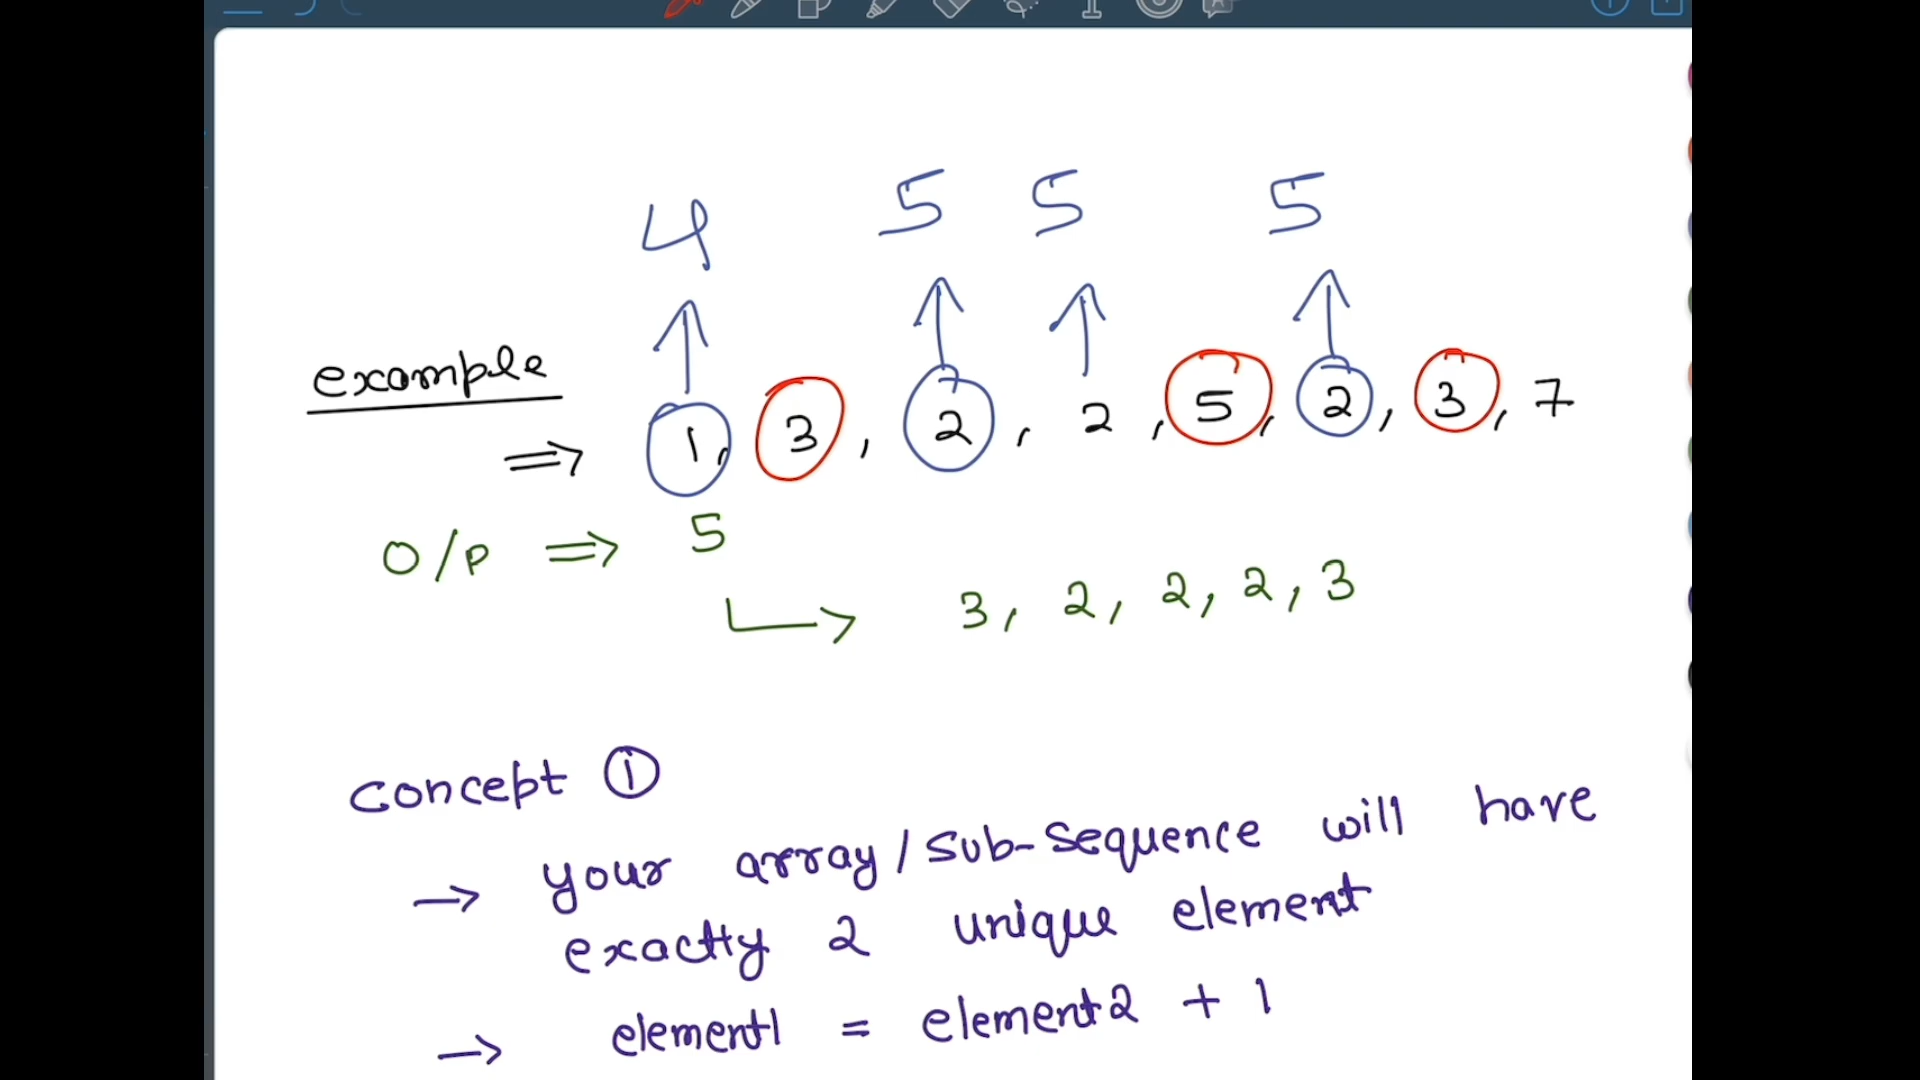 4 5 5 5
example
⇒ 1, 3, 2, 2, 5, 2, 3, 7
O/P ⇒ 5
↳ 3, 2, 2, 2, 3
Concept ①
→ your array/sub-sequence will have
exactly 2 unique element
→ element1 = element2 + 1